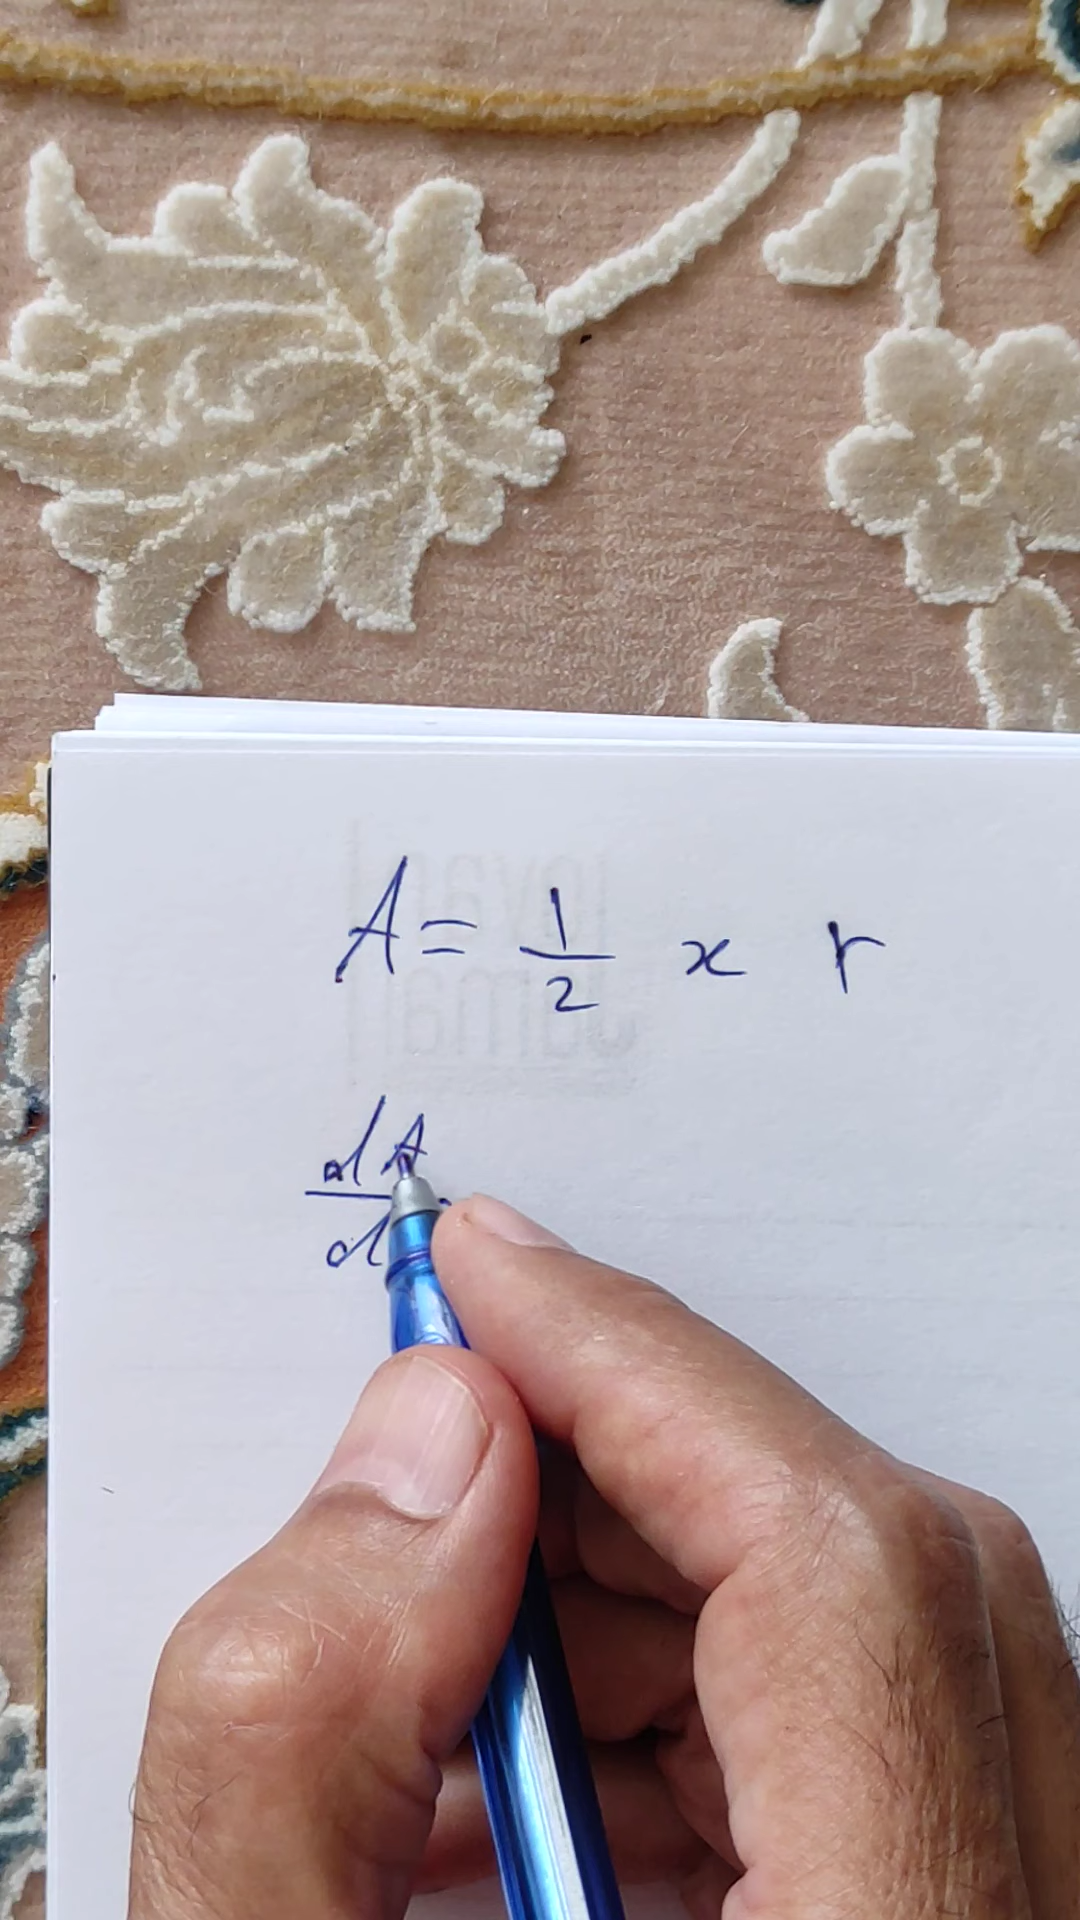 A = 1/2 x r
dA/d